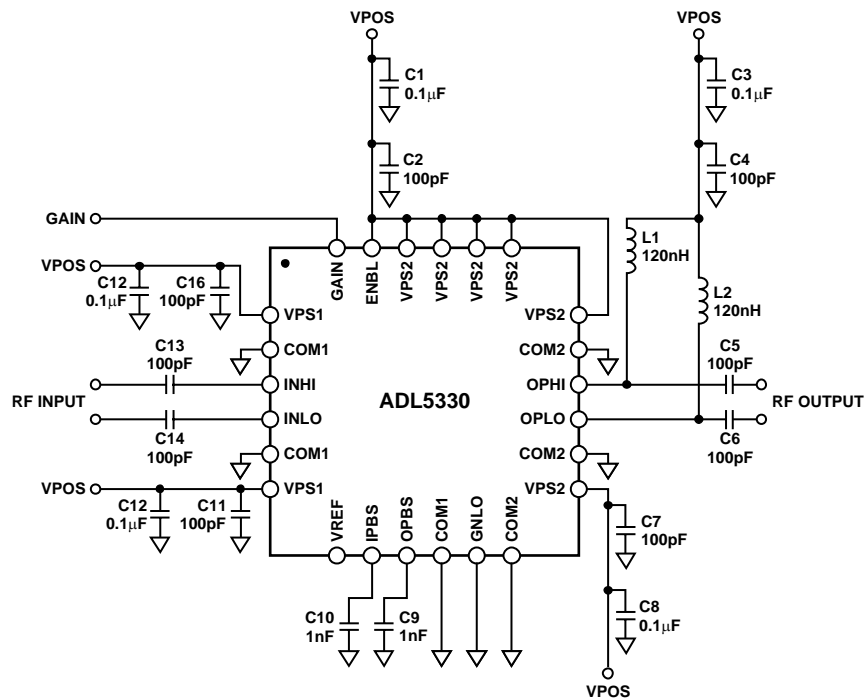 VPOS
VPOS
C1
0.1µF
C3
0.1µF
C2
100pF
C4
100pF
GAIN
L1
120nH
VPOS
C12
0.1µF
C16
100pF
GAIN
ENBL
VPS2
VPS2
VPS2
VPS2
L2
120nH
VPS1
VPS2
C13
100pF
COM1
COM2
C5
100pF
RF INPUT
INHI
ADL5330
OPHI
RF OUTPUT
INLO
OPLO
C14
100pF
C6
100pF
COM1
COM2
VPOS
VPS1
VPS2
C12
0.1µF
C11
100pF
VREF
IPBS
OPBS
COM1
GNLO
COM2
C7
100pF
C10
1nF
C9
1nF
C8
0.1µF
VPOS